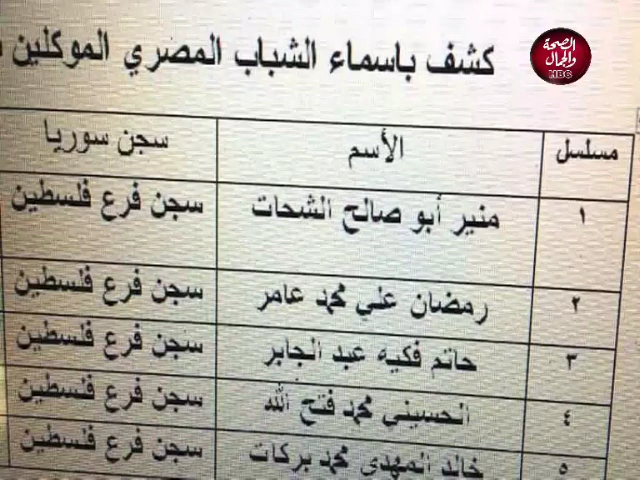 الصحة
والجمال
MBC
كشف باسماء الشباب المصري الموكلين
مسلسل الأسم سجن سوريا
١ منير أبو صالح الشحات سجن فرع فلسطين
٢ رمضان علي محمد عامر سجن فرع فلسطين
٣ حاتم فكيه عبد الجابر سجن فرع فلسطين
٤ الحسيني محمد فتح الله سجن فرع فلسطين
٥ خالد المهدى محمد بركات سجن فرع فلسطين